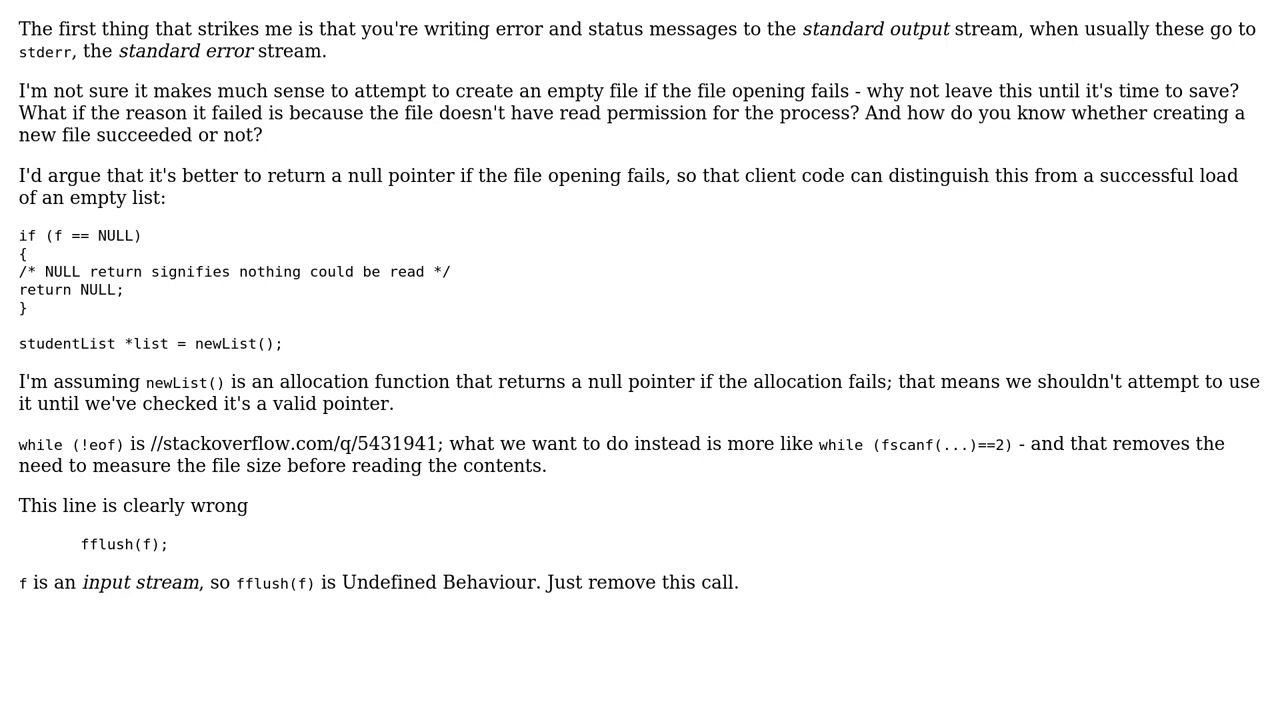 The first thing that strikes me is that you're writing error and status messages to the standard output stream, when usually these go to
stderr, the standard error stream.
I'm not sure it makes much sense to attempt to create an empty file if the file opening fails - why not leave this until it's time to save?
What if the reason it failed is because the file doesn't have read permission for the process? And how do you know whether creating a
new file succeeded or not?
I'd argue that it's better to return a null pointer if the file opening fails, so that client code can distinguish this from a successful load
of an empty list:
if (f == NULL)
{
/* NULL return signifies nothing could be read */
return NULL;
}
studentList *list = newList();
I'm assuming newList() is an allocation function that returns a null pointer if the allocation fails; that means we shouldn't attempt to use
it until we've checked it's a valid pointer.
while (!eof) is //stackoverflow.com/q/5431941; what we want to do instead is more like while (fscanf(...)==2) - and that removes the
need to measure the file size before reading the contents.
This line is clearly wrong
fflush(f);
f is an input stream, so fflush(f) is Undefined Behaviour. Just remove this call.